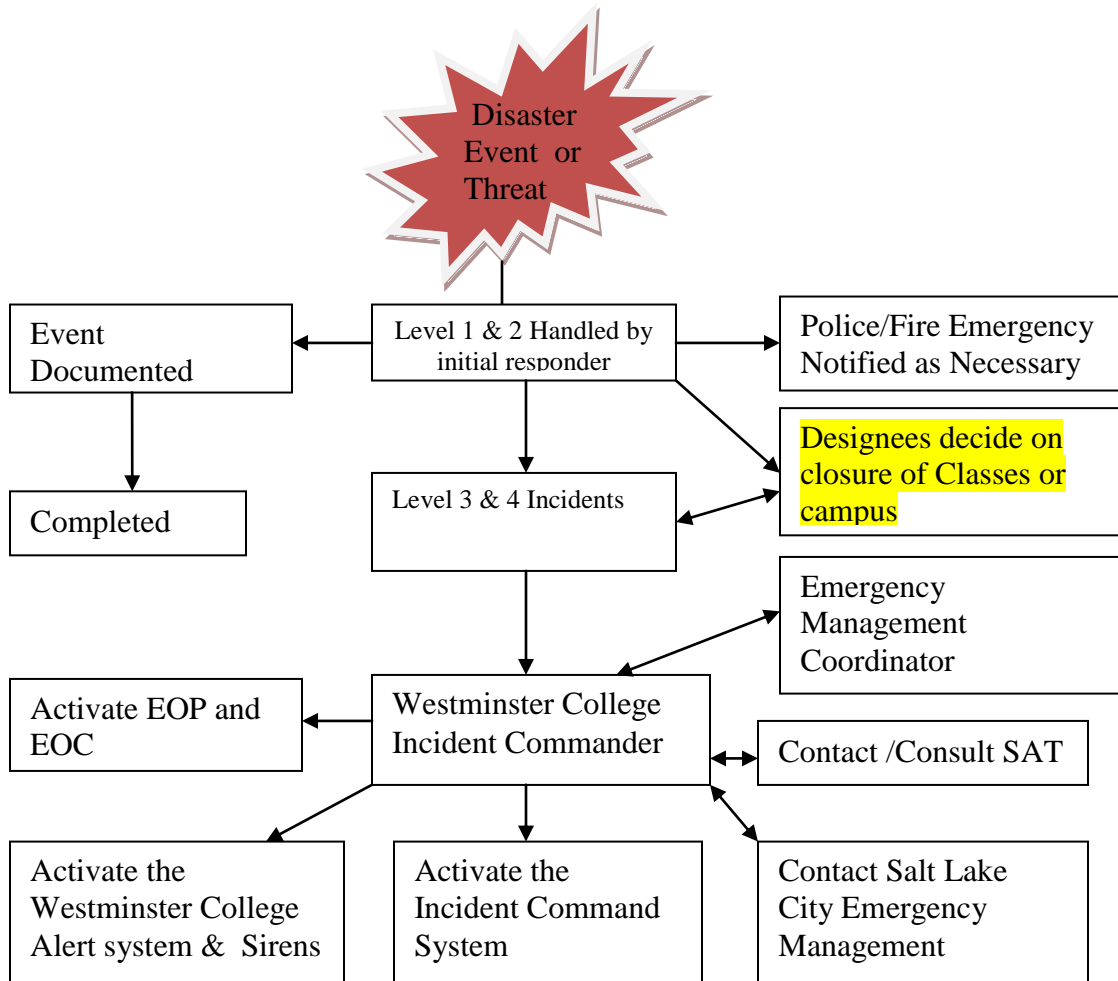 Disaster
Event or
Threat
Event
Documented
Level 1 & 2 Handled by
initial responder
Police/Fire Emergency
Notified as Necessary
Designees decide on
closure of Classes or
campus
Completed
Level 3 & 4 Incidents
Emergency
Management
Coordinator
Activate EOP and
EOC
Westminster College
Incident Commander
Contact /Consult SAT
Activate the
Westminster College
Alert system & Sirens
Activate the
Incident Command
System
Contact Salt Lake
City Emergency
Management